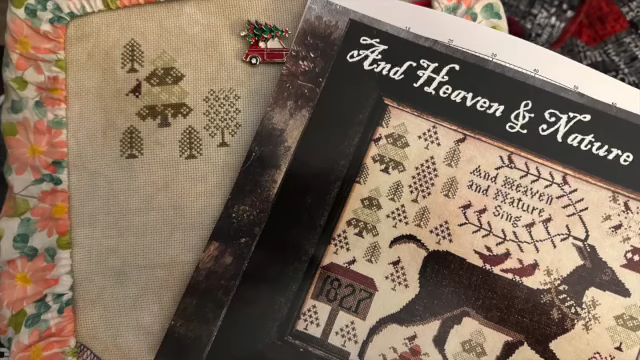 And Heaven & Nature
And Heaven
and Nature
Sing
1827